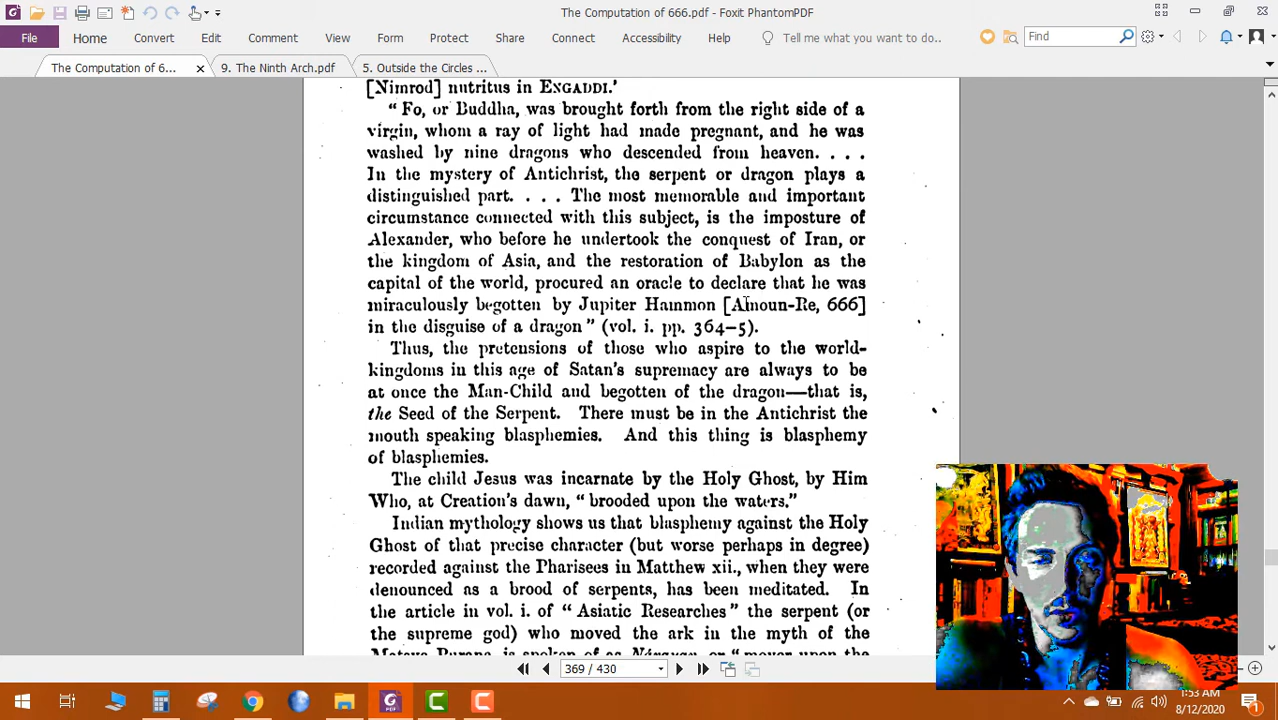 The Computation of 666.pdf - Foxit PhantomPDF
File Home Convert Edit Comment View Form Protect Share Connect Accessibility Help Tell me what you want to do.. Find
The Computation of 6... 9. The Ninth Arch.pdf 5. Outside the Circles ...
[Nimrod] nutritus in ENGADDI.'
“ Fo, or Buddha, was brought forth from the right side of a
virgin, whom a ray of light had made pregnant, and he was
washed by nine dragons who descended from heaven. . . .
In the mystery of Antichrist, the serpent or dragon plays a
distinguished part. . . . The most memorable and important
circumstance connected with this subject, is the imposture of
Alexander, who before he undertook the conquest of Iran, or
the kingdom of Asia, and the restoration of Babylon as the
capital of the world, procured an oracle to declare that he was
miraculously begotten by Jupiter Hammon [Amoun-Re, 666]
in the disguise of a dragon ” (vol. i. pp. 364–5).
Thus, the pretensions of those who aspire to the world-
kingdoms in this age of Satan's supremacy are always to be
at once the Man-Child and begotten of the dragon—that is,
the Seed of the Serpent. There must be in the Antichrist the
mouth speaking blasphemies. And this thing is blasphemy
of blasphemies.
The child Jesus was incarnate by the Holy Ghost, by Him
Who, at Creation's dawn, “ brooded upon the waters.”
Indian mythology shows us that blasphemy against the Holy
Ghost of that precise character (but worse perhaps in degree)
recorded against the Pharisees in Matthew xii., when they were
denounced as a brood of serpents, has been meditated. In
the article in vol. i. of “ Asiatic Researches ” the serpent (or
the supreme god) who moved the ark in the myth of the
369 / 430
1:53 AM
8/12/2020